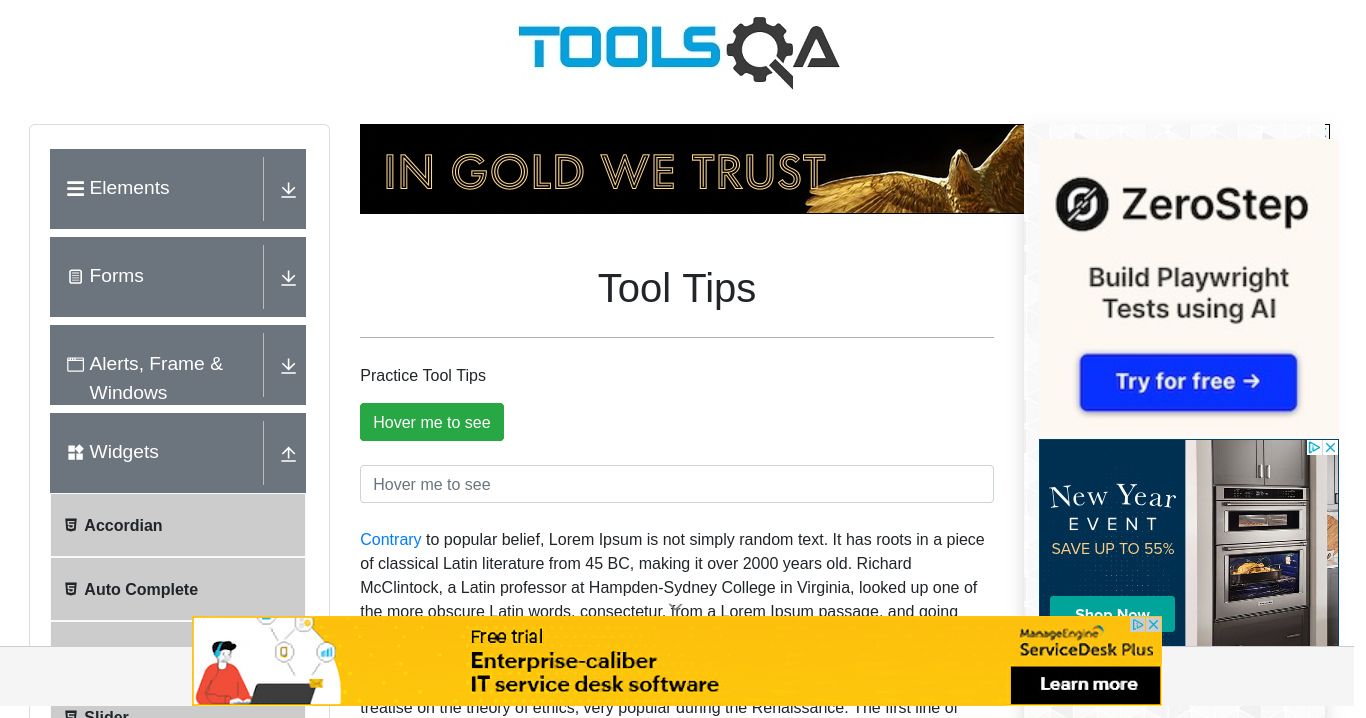 TOOLSQA
Elements
Forms
Alerts, Frame &
Windows
Widgets
Accordian
Auto Complete
Slider
IN GOLD WE TRUST
Tool Tips
Practice Tool Tips
Hover me to see
Hover me to see
Contrary to popular belief, Lorem Ipsum is not simply random text. It has roots in a piece
of classical Latin literature from 45 BC, making it over 2000 years old. Richard
McClintock, a Latin professor at Hampden-Sydney College in Virginia, looked up one of
the more obscure Latin words, consectetur, from a Lorem Ipsum passage, and going
treatise on the theory of ethics, very popular during the Renaissance. The first line of
ZeroStep
Build Playwright
Tests using AI
Try for free →
New Year
EVENT
SAVE UP TO 55%
Shop Now
Free trial
Enterprise-caliber
IT service desk software
ManageEngine
ServiceDesk Plus
Learn more